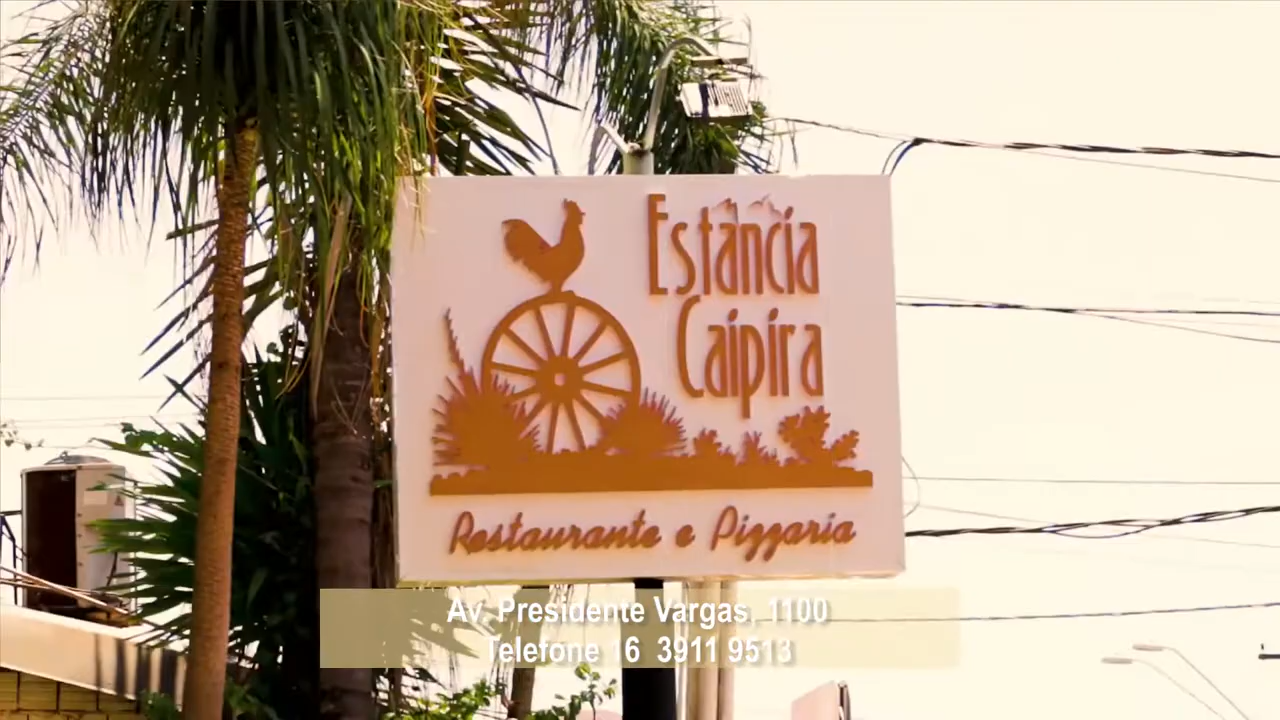 Estância
Caipira
Restaurante e Pizzaria
Av. Presidente Vargas, 1100
Telefone 16 3911 9513